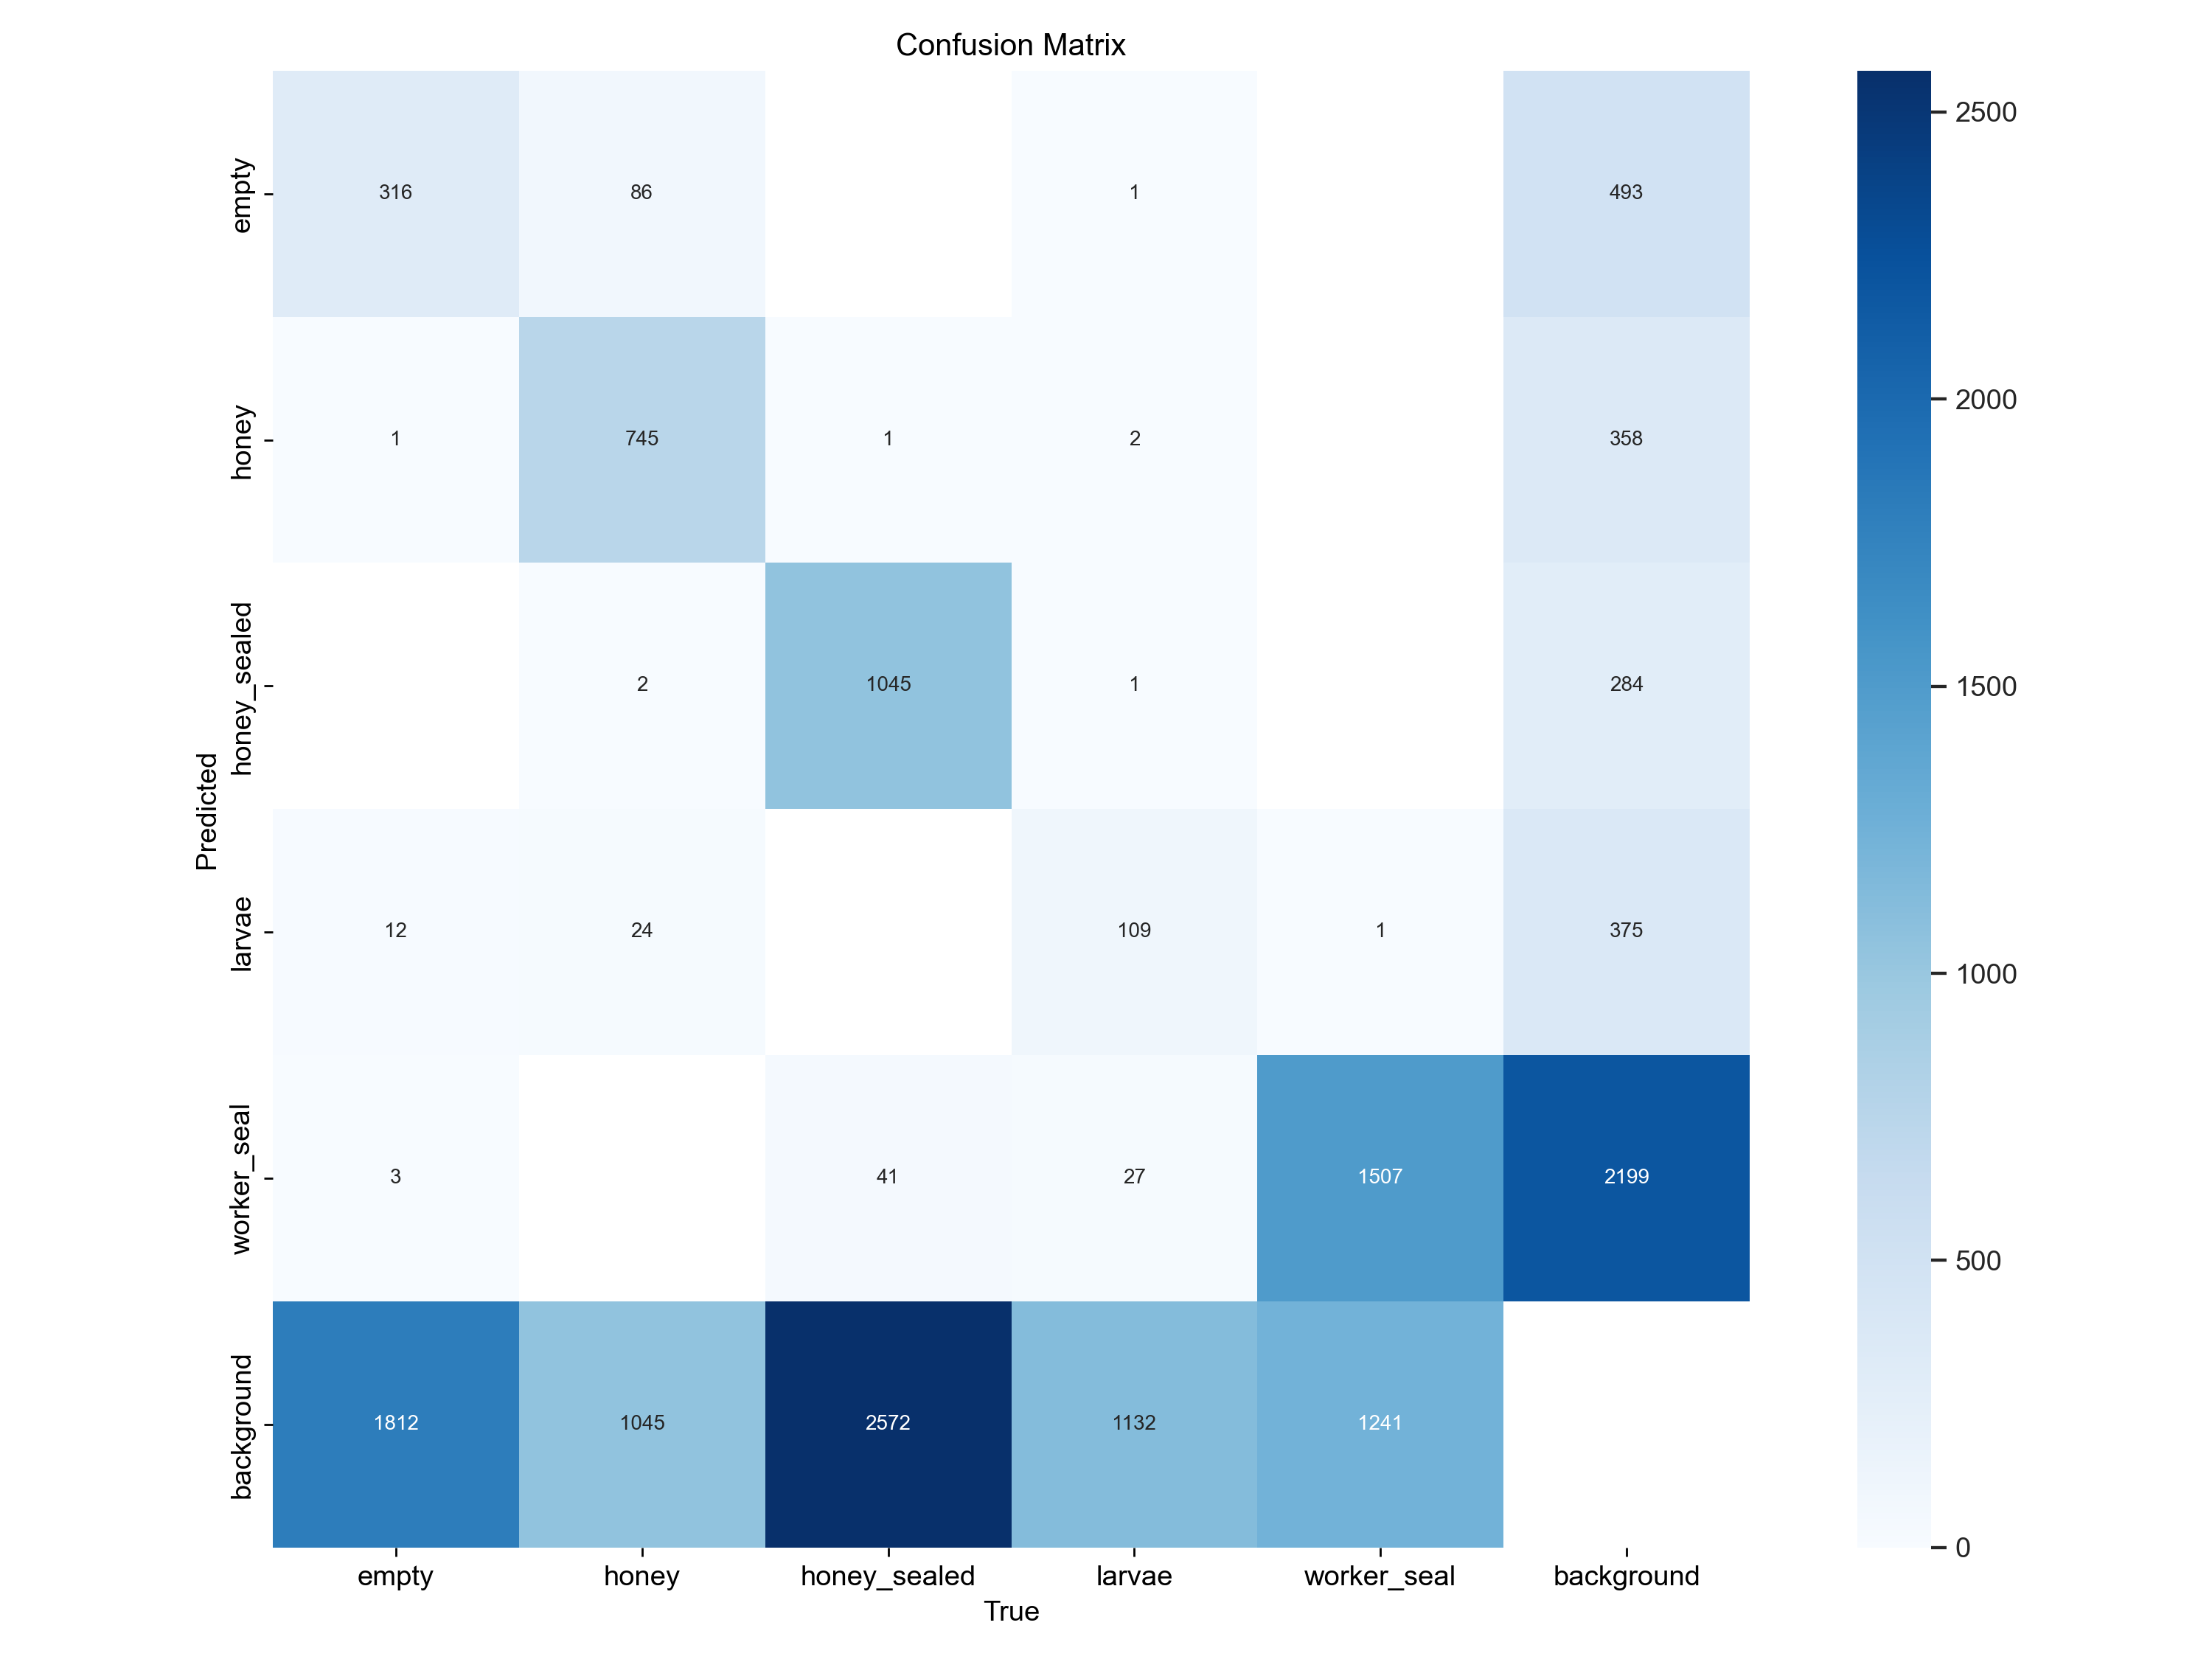 Confusion Matrix
empty 316 86 1 493
honey 1 745 1 2 358
honey_sealed 2 1045 1 284
larvae 12 24 109 1 375
worker_seal 3 41 27 1507 2199
background 1812 1045 2572 1132 1241
Predicted
empty honey honey_sealed larvae worker_seal background
True
2500
2000
1500
1000
500
0